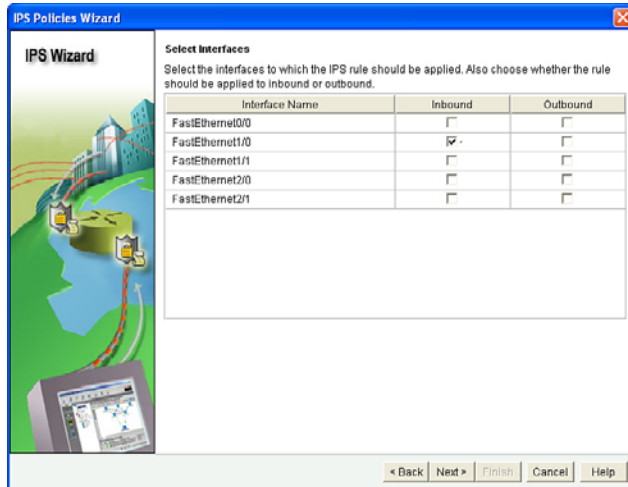 IPS Policies Wizard
IPS Wizard
Select Interfaces
Select the interfaces to which the IPS rule should be applied. Also choose whether the rule
should be applied to inbound or outbound.
Interface Name Inbound Outbound
FastEthernet0/0
FastEthernet1/0
FastEthernet1/1
FastEthernet2/0
FastEthernet2/1
< Back Next > Finish Cancel Help